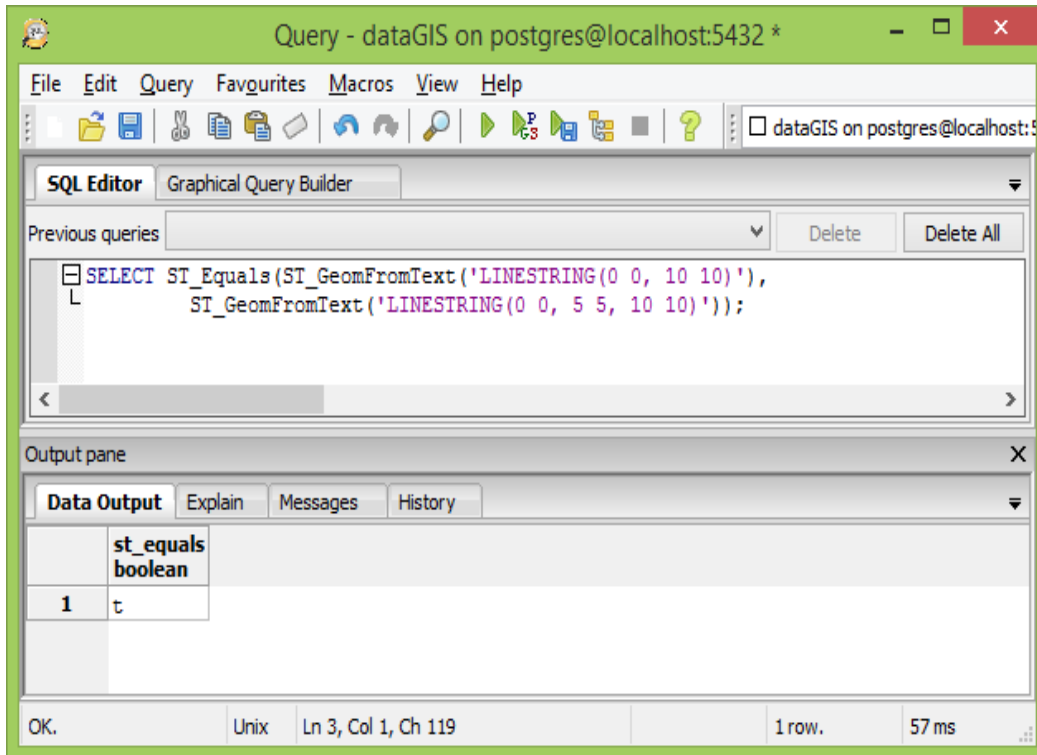 Query - dataGIS on postgres@localhost:5432 *
File Edit Query Favourites Macros View Help
dataGIS on postgres@localhost:5
SQL Editor Graphical Query Builder
Previous queries Delete Delete All
SELECT ST_Equals(ST_GeomFromText('LINESTRING(0 0, 10 10)'),
ST_GeomFromText('LINESTRING(0 0, 5 5, 10 10)'));
Output pane
Data Output Explain Messages History
st_equals
boolean
1 t
OK. Unix Ln 3, Col 1, Ch 119 1 row. 57 ms